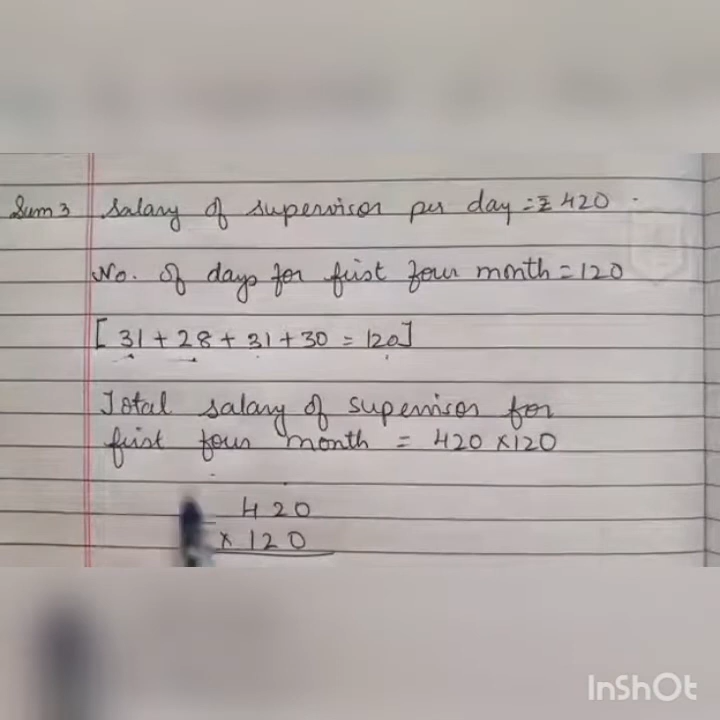 Sum 3 Salary of supervisor per day = ₹ 420.
No. of days for first four month = 120
[31 + 28 + 31 + 30 = 120]
Total salary of supervisor for
first four month = 420 × 120
420
× 120
InShOt